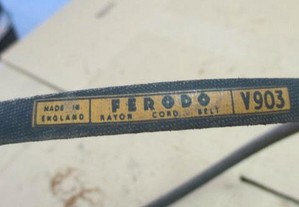 MADE IN
ENGLAND
FERODO
RAYON CORD BELT
V903